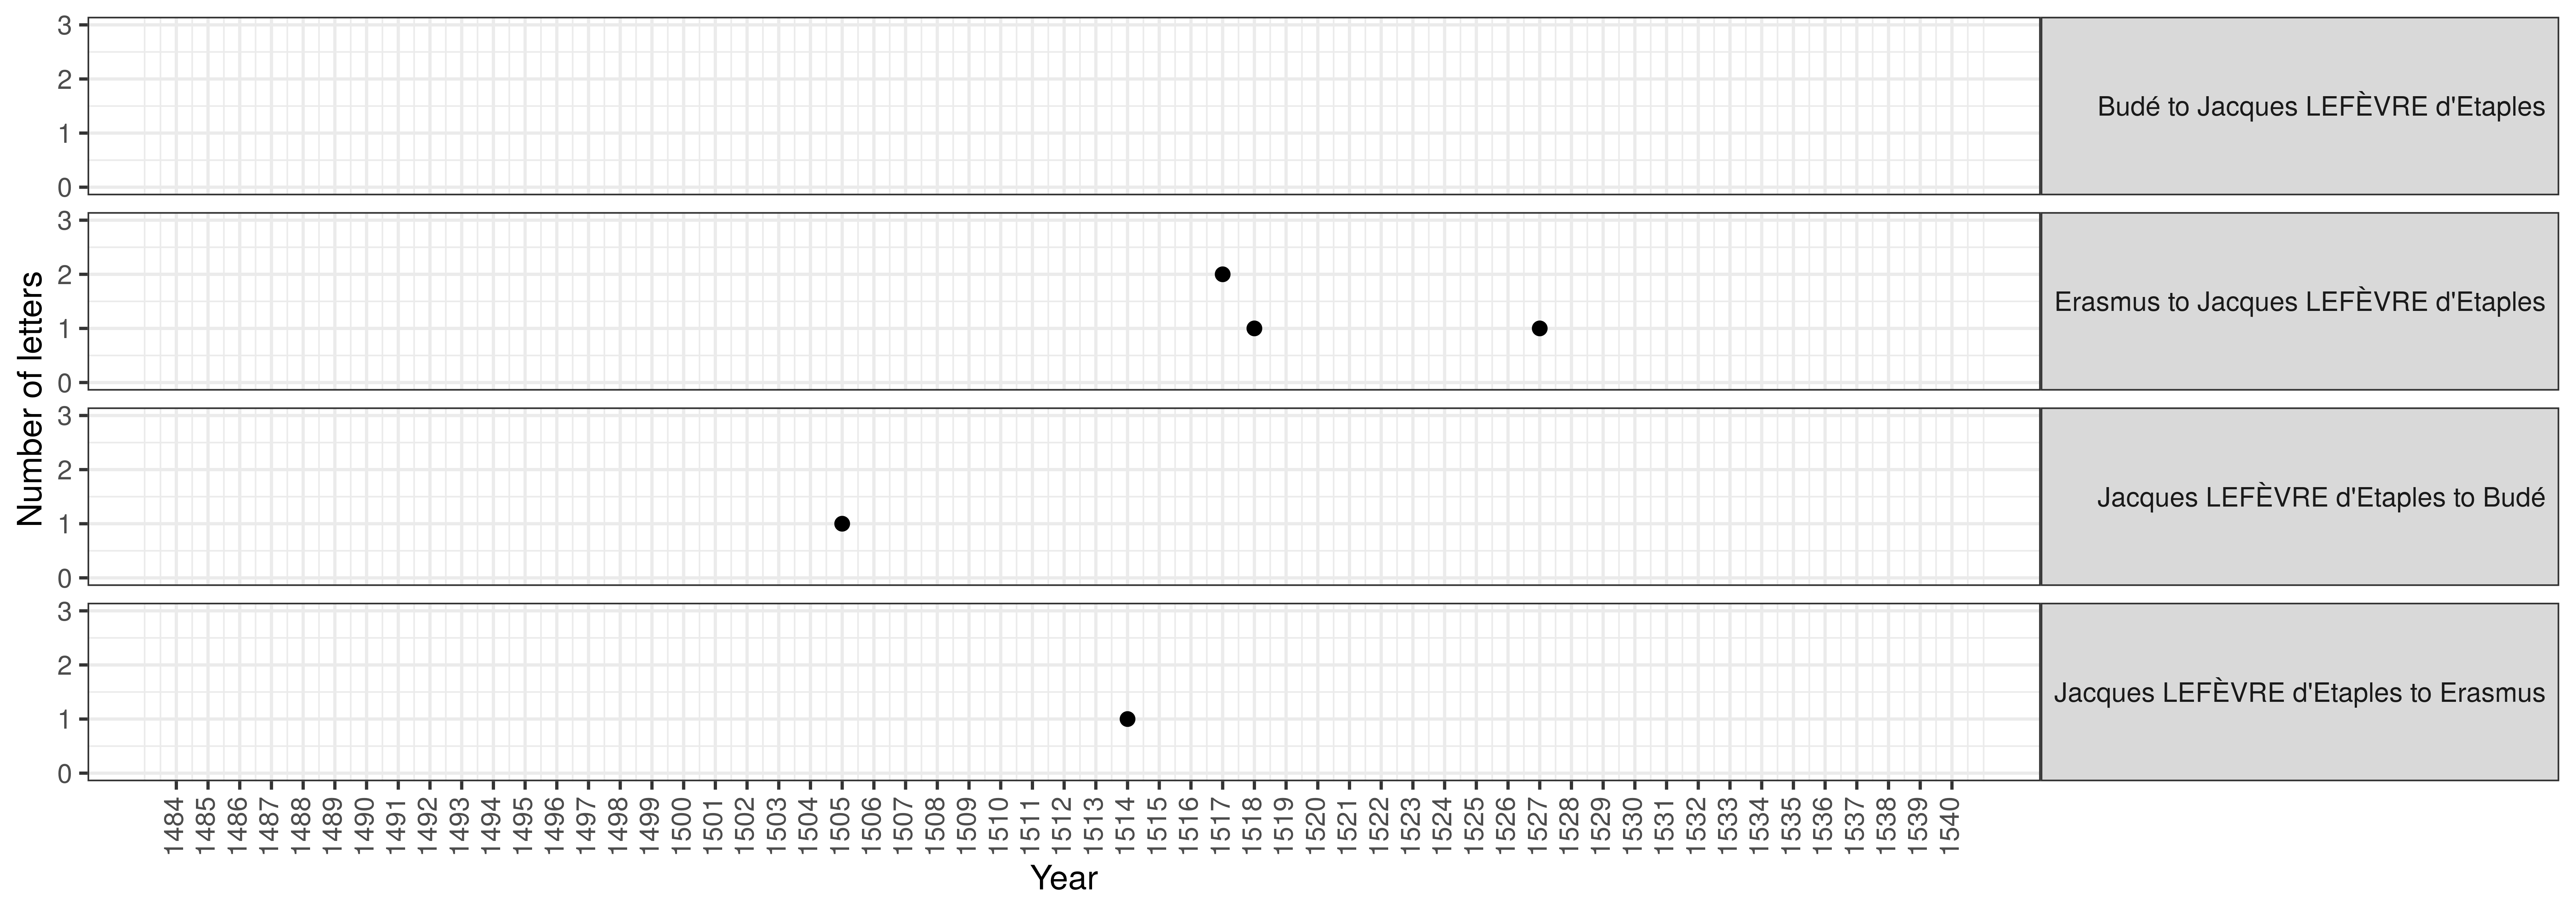 Number of letters
3
2
1
0
Budé to Jacques LEFÈVRE d'Etaples
3
2
1
0
Erasmus to Jacques LEFÈVRE d'Etaples
3
2
1
0
Jacques LEFÈVRE d'Etaples to Budé
3
2
1
0
Jacques LEFÈVRE d'Etaples to Erasmus
1484 1485 1486 1487 1488 1489 1490 1491 1492 1493 1494 1495 1496 1497 1498 1499 1500 1501 1502 1503 1504 1505 1506 1507 1508 1509 1510 1511 1512 1513 1514 1515 1516 1517 1518 1519 1520 1521 1522 1523 1524 1525 1526 1527 1528 1529 1530 1531 1532 1533 1534 1535 1536 1537 1538 1539 1540
Year